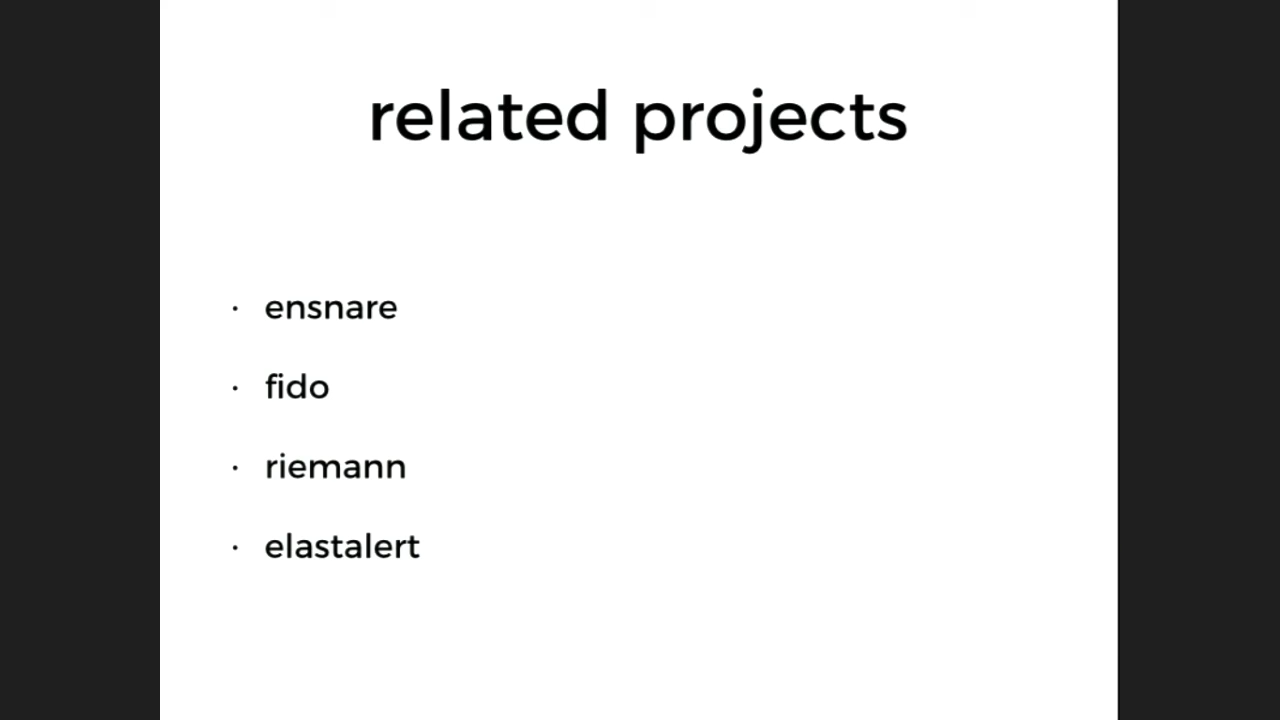 related projects
· ensnare
· fido
· riemann
· elastalert